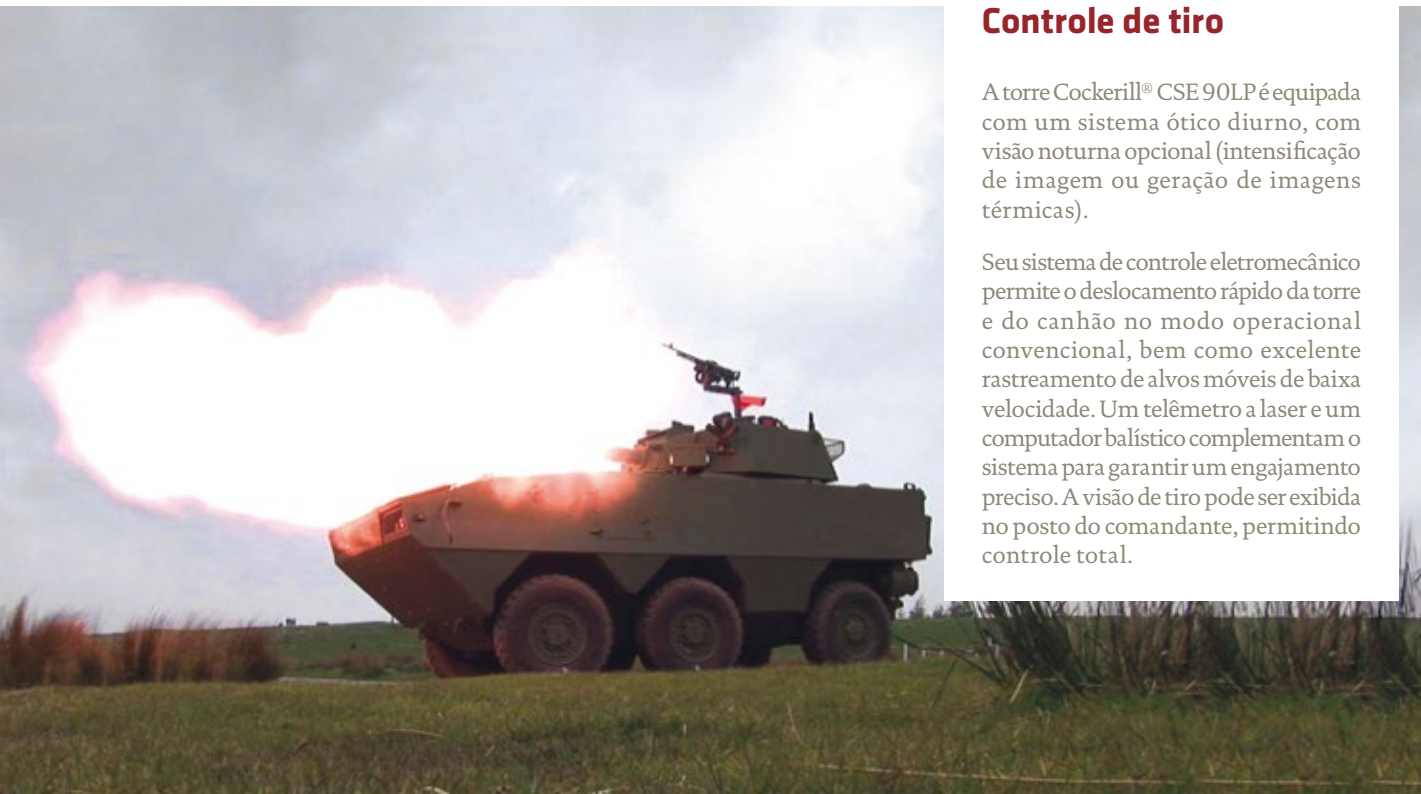 Controle de tiro
A torre Cockerill® CSE 90LP é equipada
com um sistema ótico diurno, com
visão noturna opcional (intensificação
de imagem ou geração de imagens
térmicas).
Seu sistema de controle eletromecânico
permite o deslocamento rápido da torre
e do canhão no modo operacional
convencional, bem como excelente
rastreamento de alvos móveis de baixa
velocidade. Um telêmetro a laser e um
computador balístico complementam o
sistema para garantir um engajamento
preciso. A visão de tiro pode ser exibida
no posto do comandante, permitindo
controle total.